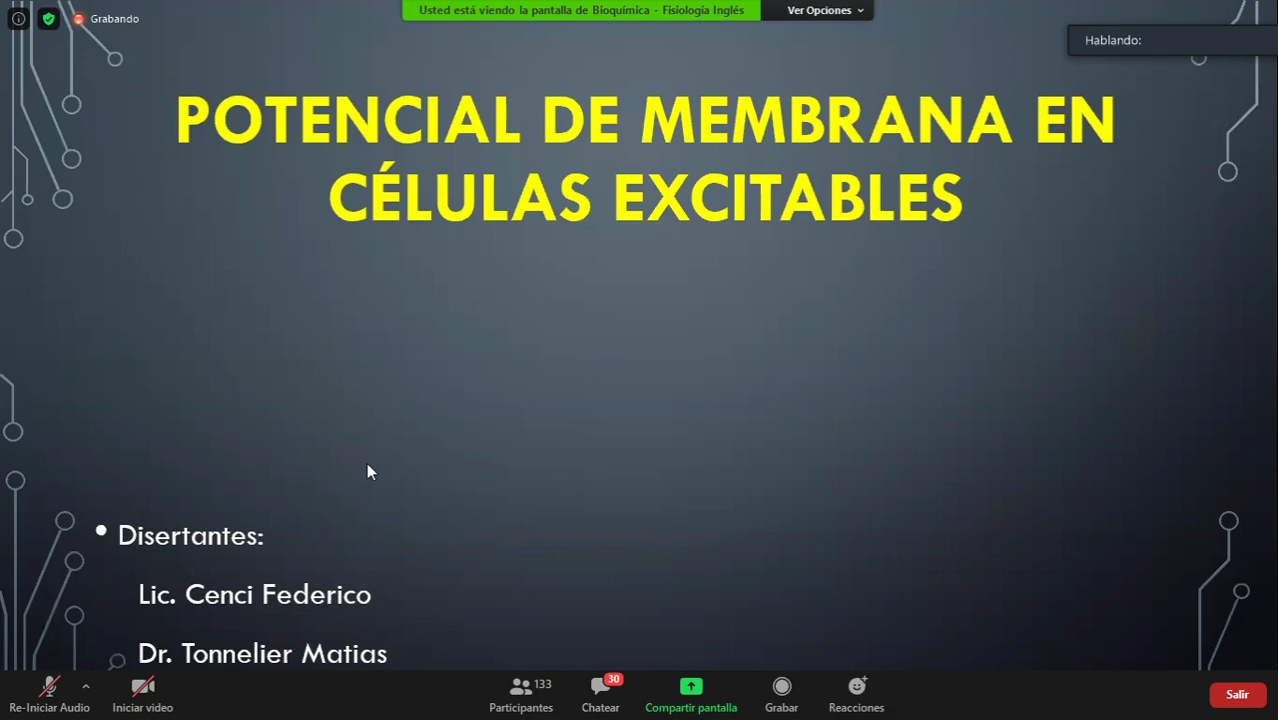 Grabando
Usted está viendo la pantalla de Bioquímica - Fisiología Inglés
Ver Opciones
Hablando:
POTENCIAL DE MEMBRANA EN
CÉLULAS EXCITABLES
• Disertantes:
Lic. Cenci Federico
Dr. Tonnelier Matias
Re-Iniciar Audio
Iniciar video
133
Participantes
30
Chatear
Compartir pantalla
Grabar
Reacciones
Salir